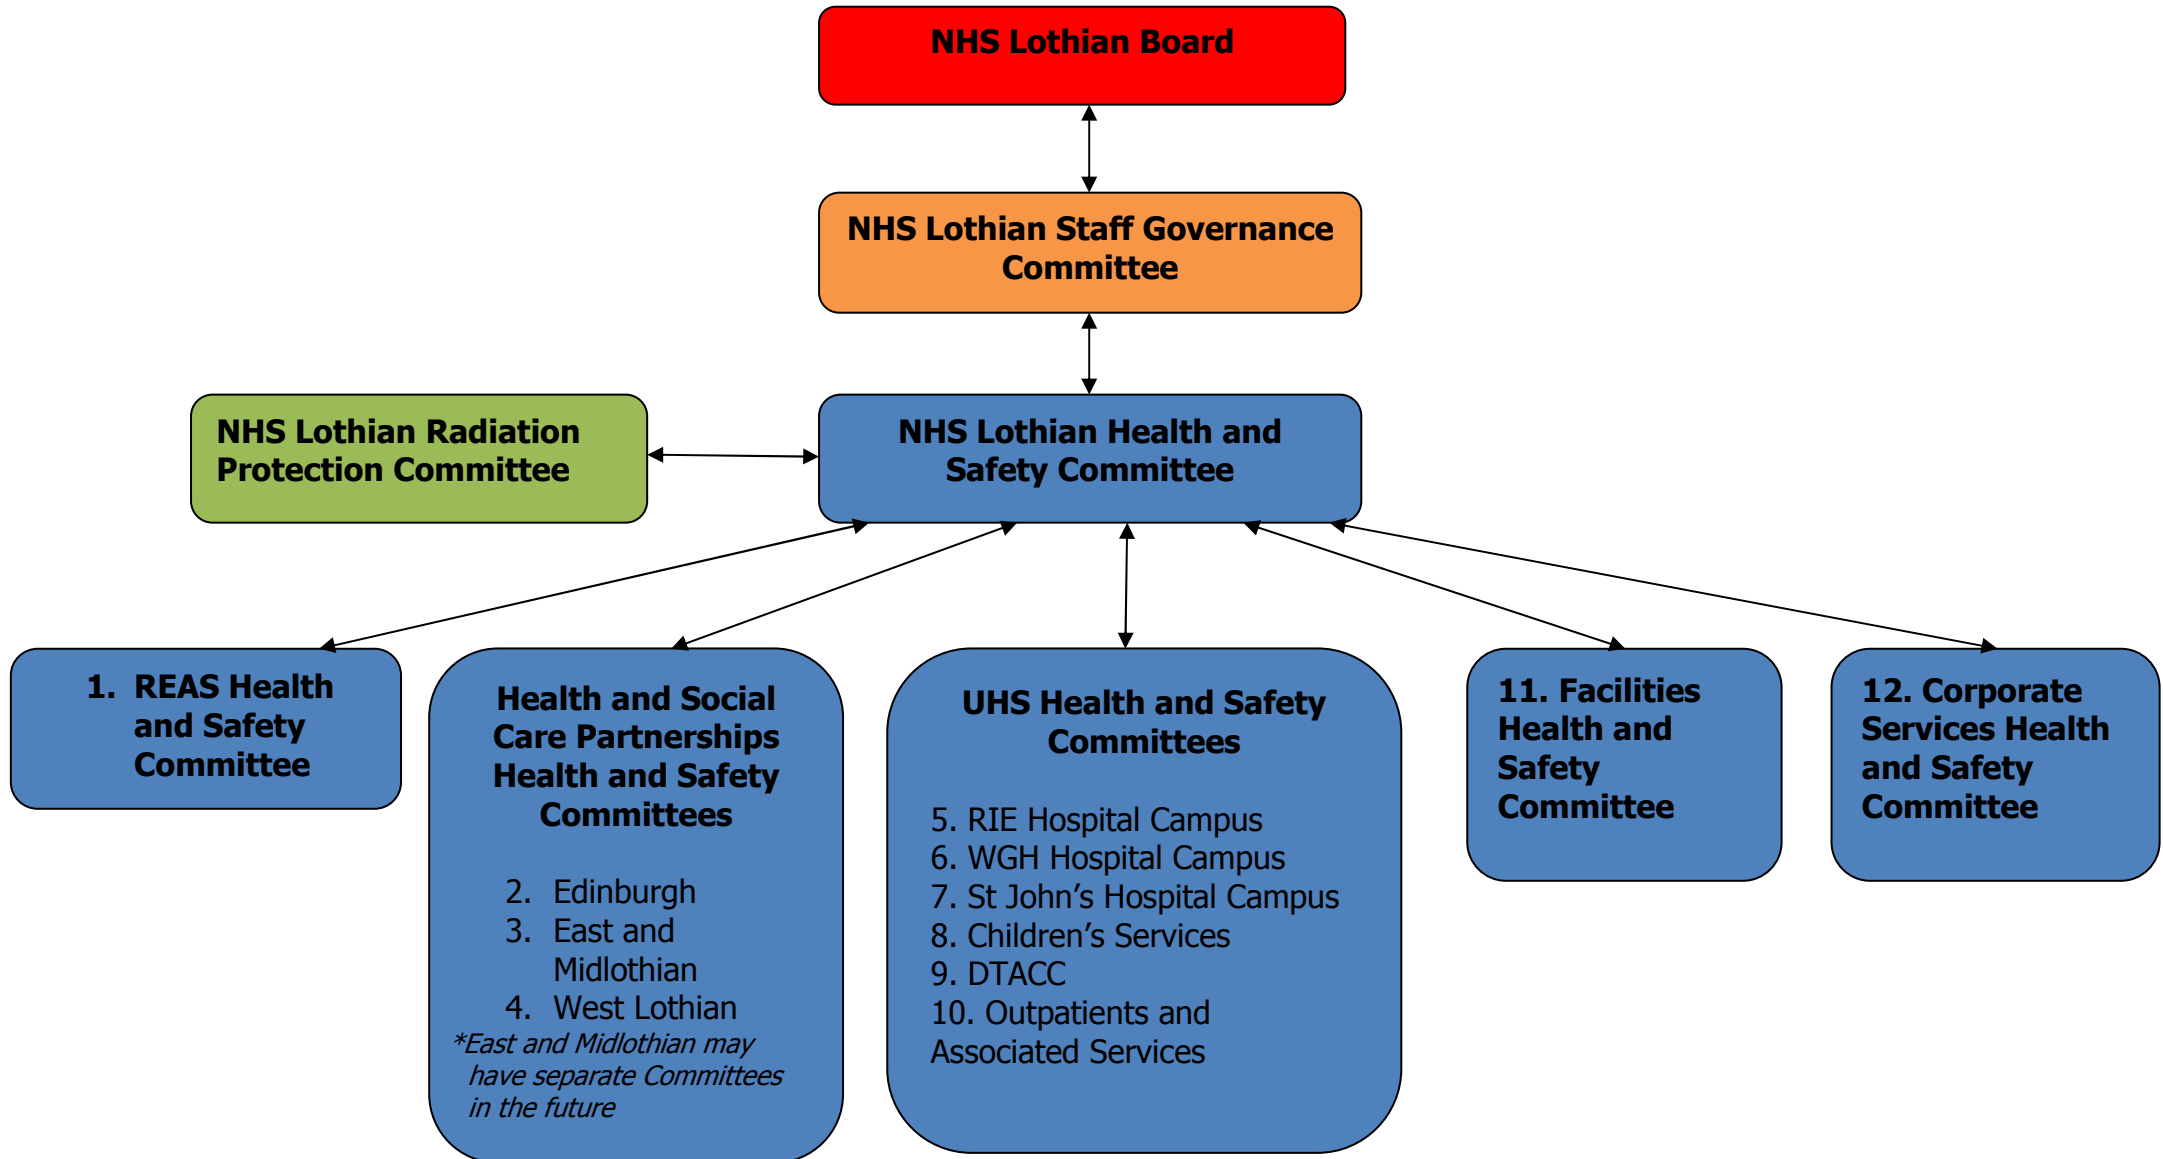 NHS Lothian Board
NHS Lothian Staff Governance
Committee
NHS Lothian Radiation
Protection Committee
NHS Lothian Health and
Safety Committee
1. REAS Health
and Safety
Committee
Health and Social
Care Partnerships
Health and Safety
Committees
2. Edinburgh
3. East and
Midlothian
4. West Lothian
*East and Midlothian may
have separate Committees
in the future
UHS Health and Safety
Committees
5. RIE Hospital Campus
6. WGH Hospital Campus
7. St John’s Hospital Campus
8. Children’s Services
9. DTACC
10. Outpatients and
Associated Services
11. Facilities
Health and
Safety
Committee
12. Corporate
Services Health
and Safety
Committee